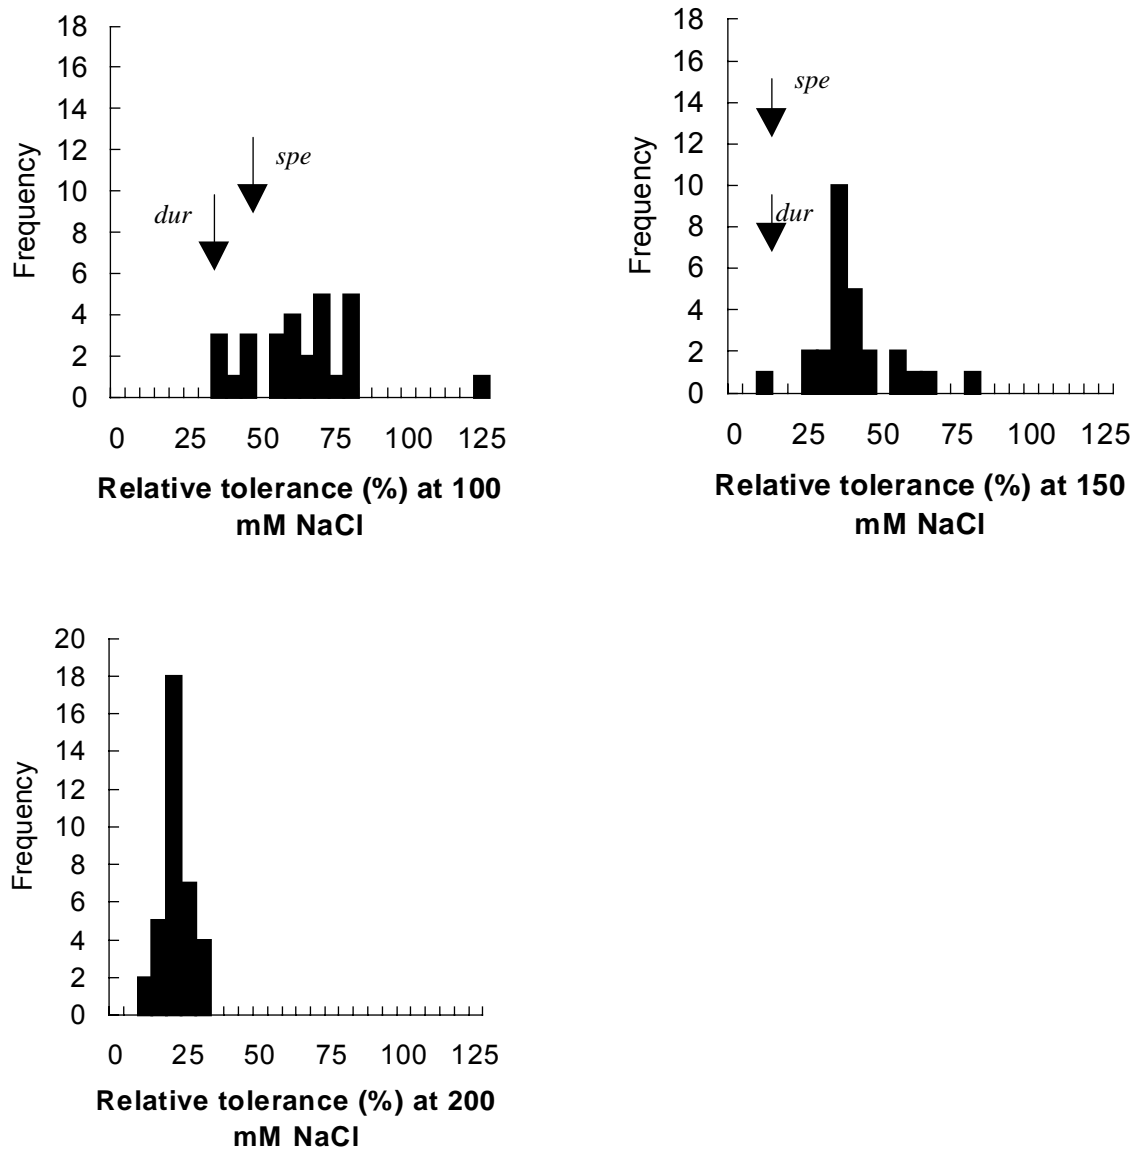 18
16
14
12
10
8
6
4
2
0
Frequency
dur
spe
0 25 50 75 100 125
Relative tolerance (%) at 100
mM NaCl
18
16
14
12
10
8
6
4
2
0
Frequency
spe
dur
0 25 50 75 100 125
Relative tolerance (%) at 150
mM NaCl
20
18
16
14
12
10
8
6
4
2
0
Frequency
0 25 50 75 100 125
Relative tolerance (%) at 200
mM NaCl